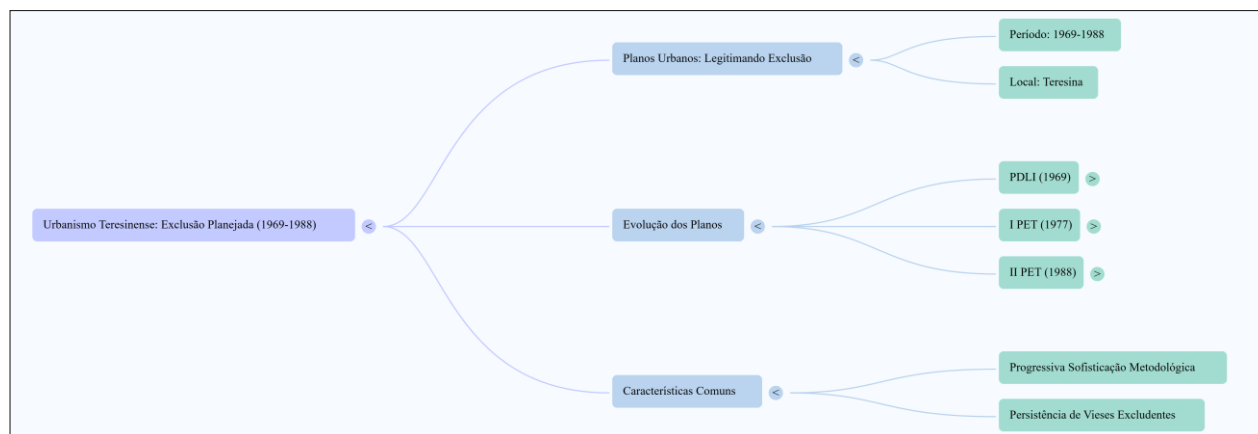 Urbanismo Teresinense: Exclusão Planejada (1969-1988) <
Planos Urbanos: Legitimando Exclusão <
Período: 1969-1988
Local: Teresina
Evolução dos Planos <
PDLI (1969) >
I PET (1977) >
II PET (1988) >
Características Comuns <
Progressiva Sofisticação Metodológica
Persistência de Vieses Excludentes